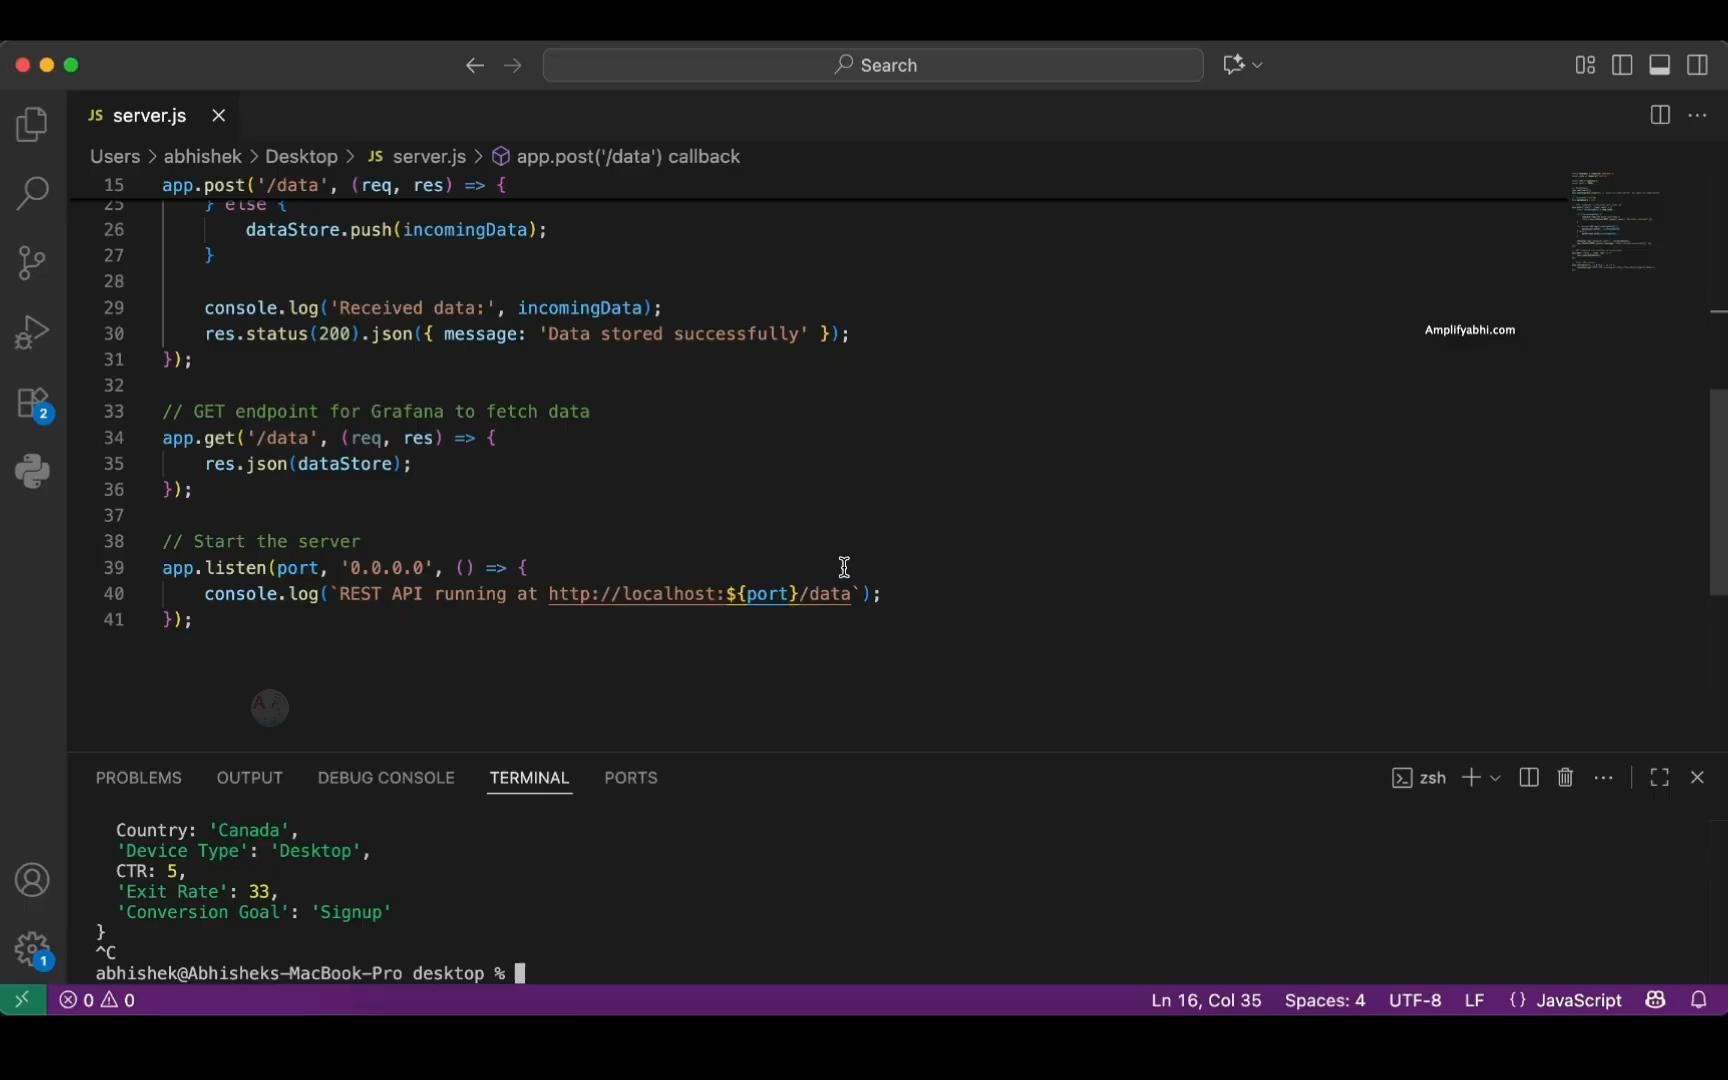 Search
JS server.js
Users > abhishek > Desktop > JS server.js > app.post('/data') callback
15 app.post('/data', (req, res) => {
25 } else {
26 dataStore.push(incomingData);
27 }
28
29 console.log('Received data:', incomingData);
30 res.status(200).json({ message: 'Data stored successfully' });
31 });
32
33 // GET endpoint for Grafana to fetch data
34 app.get('/data', (req, res) => {
35 res.json(dataStore);
36 });
37
38 // Start the server
39 app.listen(port, '0.0.0.0', () => {
40 console.log(`REST API running at http://localhost:${port}/data`);
41 });
Amplifyabhi.com
2
PROBLEMS OUTPUT DEBUG CONSOLE TERMINAL PORTS zsh
Country: 'Canada',
'Device Type': 'Desktop',
CTR: 5,
'Exit Rate': 33,
'Conversion Goal': 'Signup'
}
^C
abhishek@Abhisheks-MacBook-Pro desktop %
1
0 0 Ln 16, Col 35 Spaces: 4 UTF-8 LF {} JavaScript